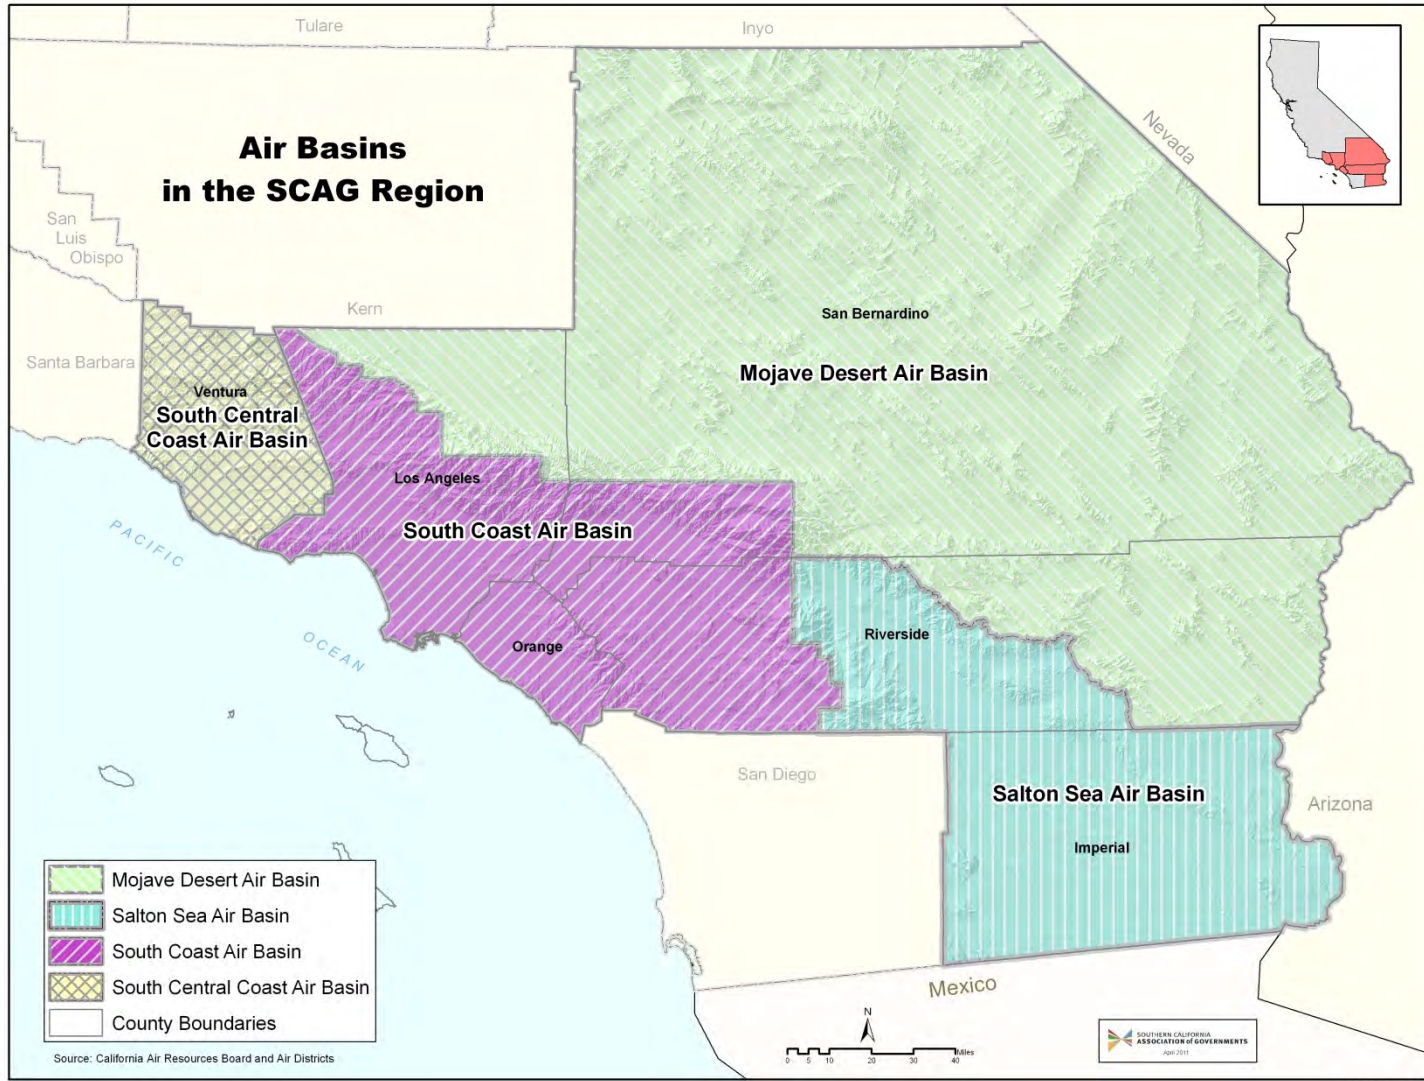 Tulare
Inyo
Air Basins
in the SCAG Region
Nevada
San
Luis
Obispo
Kern
San Bernardino
Santa Barbara
Mojave Desert Air Basin
Ventura
South Central
Coast Air Basin
Los Angeles
South Coast Air Basin
PACIFIC
OCEAN
Orange
Riverside
San Diego
Salton Sea Air Basin
Arizona
Imperial
Mojave Desert Air Basin
Salton Sea Air Basin
South Coast Air Basin
South Central Coast Air Basin
County Boundaries
Source: California Air Resources Board and Air Districts
Mexico
N
Miles
0 5 10 20 30 40
SOUTHERN CALIFORNIA
ASSOCIATION of GOVERNMENTS
April 2011